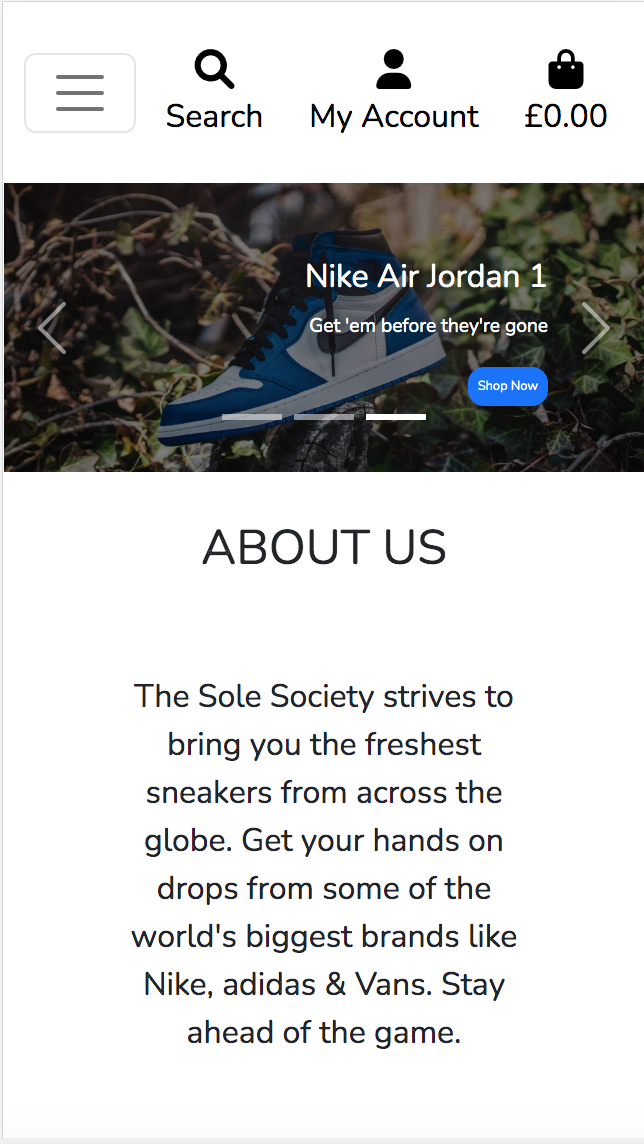 Search My Account £0.00
Nike Air Jordan 1
Get 'em before they're gone
Shop Now
ABOUT US
The Sole Society strives to
bring you the freshest
sneakers from across the
globe. Get your hands on
drops from some of the
world's biggest brands like
Nike, adidas & Vans. Stay
ahead of the game.